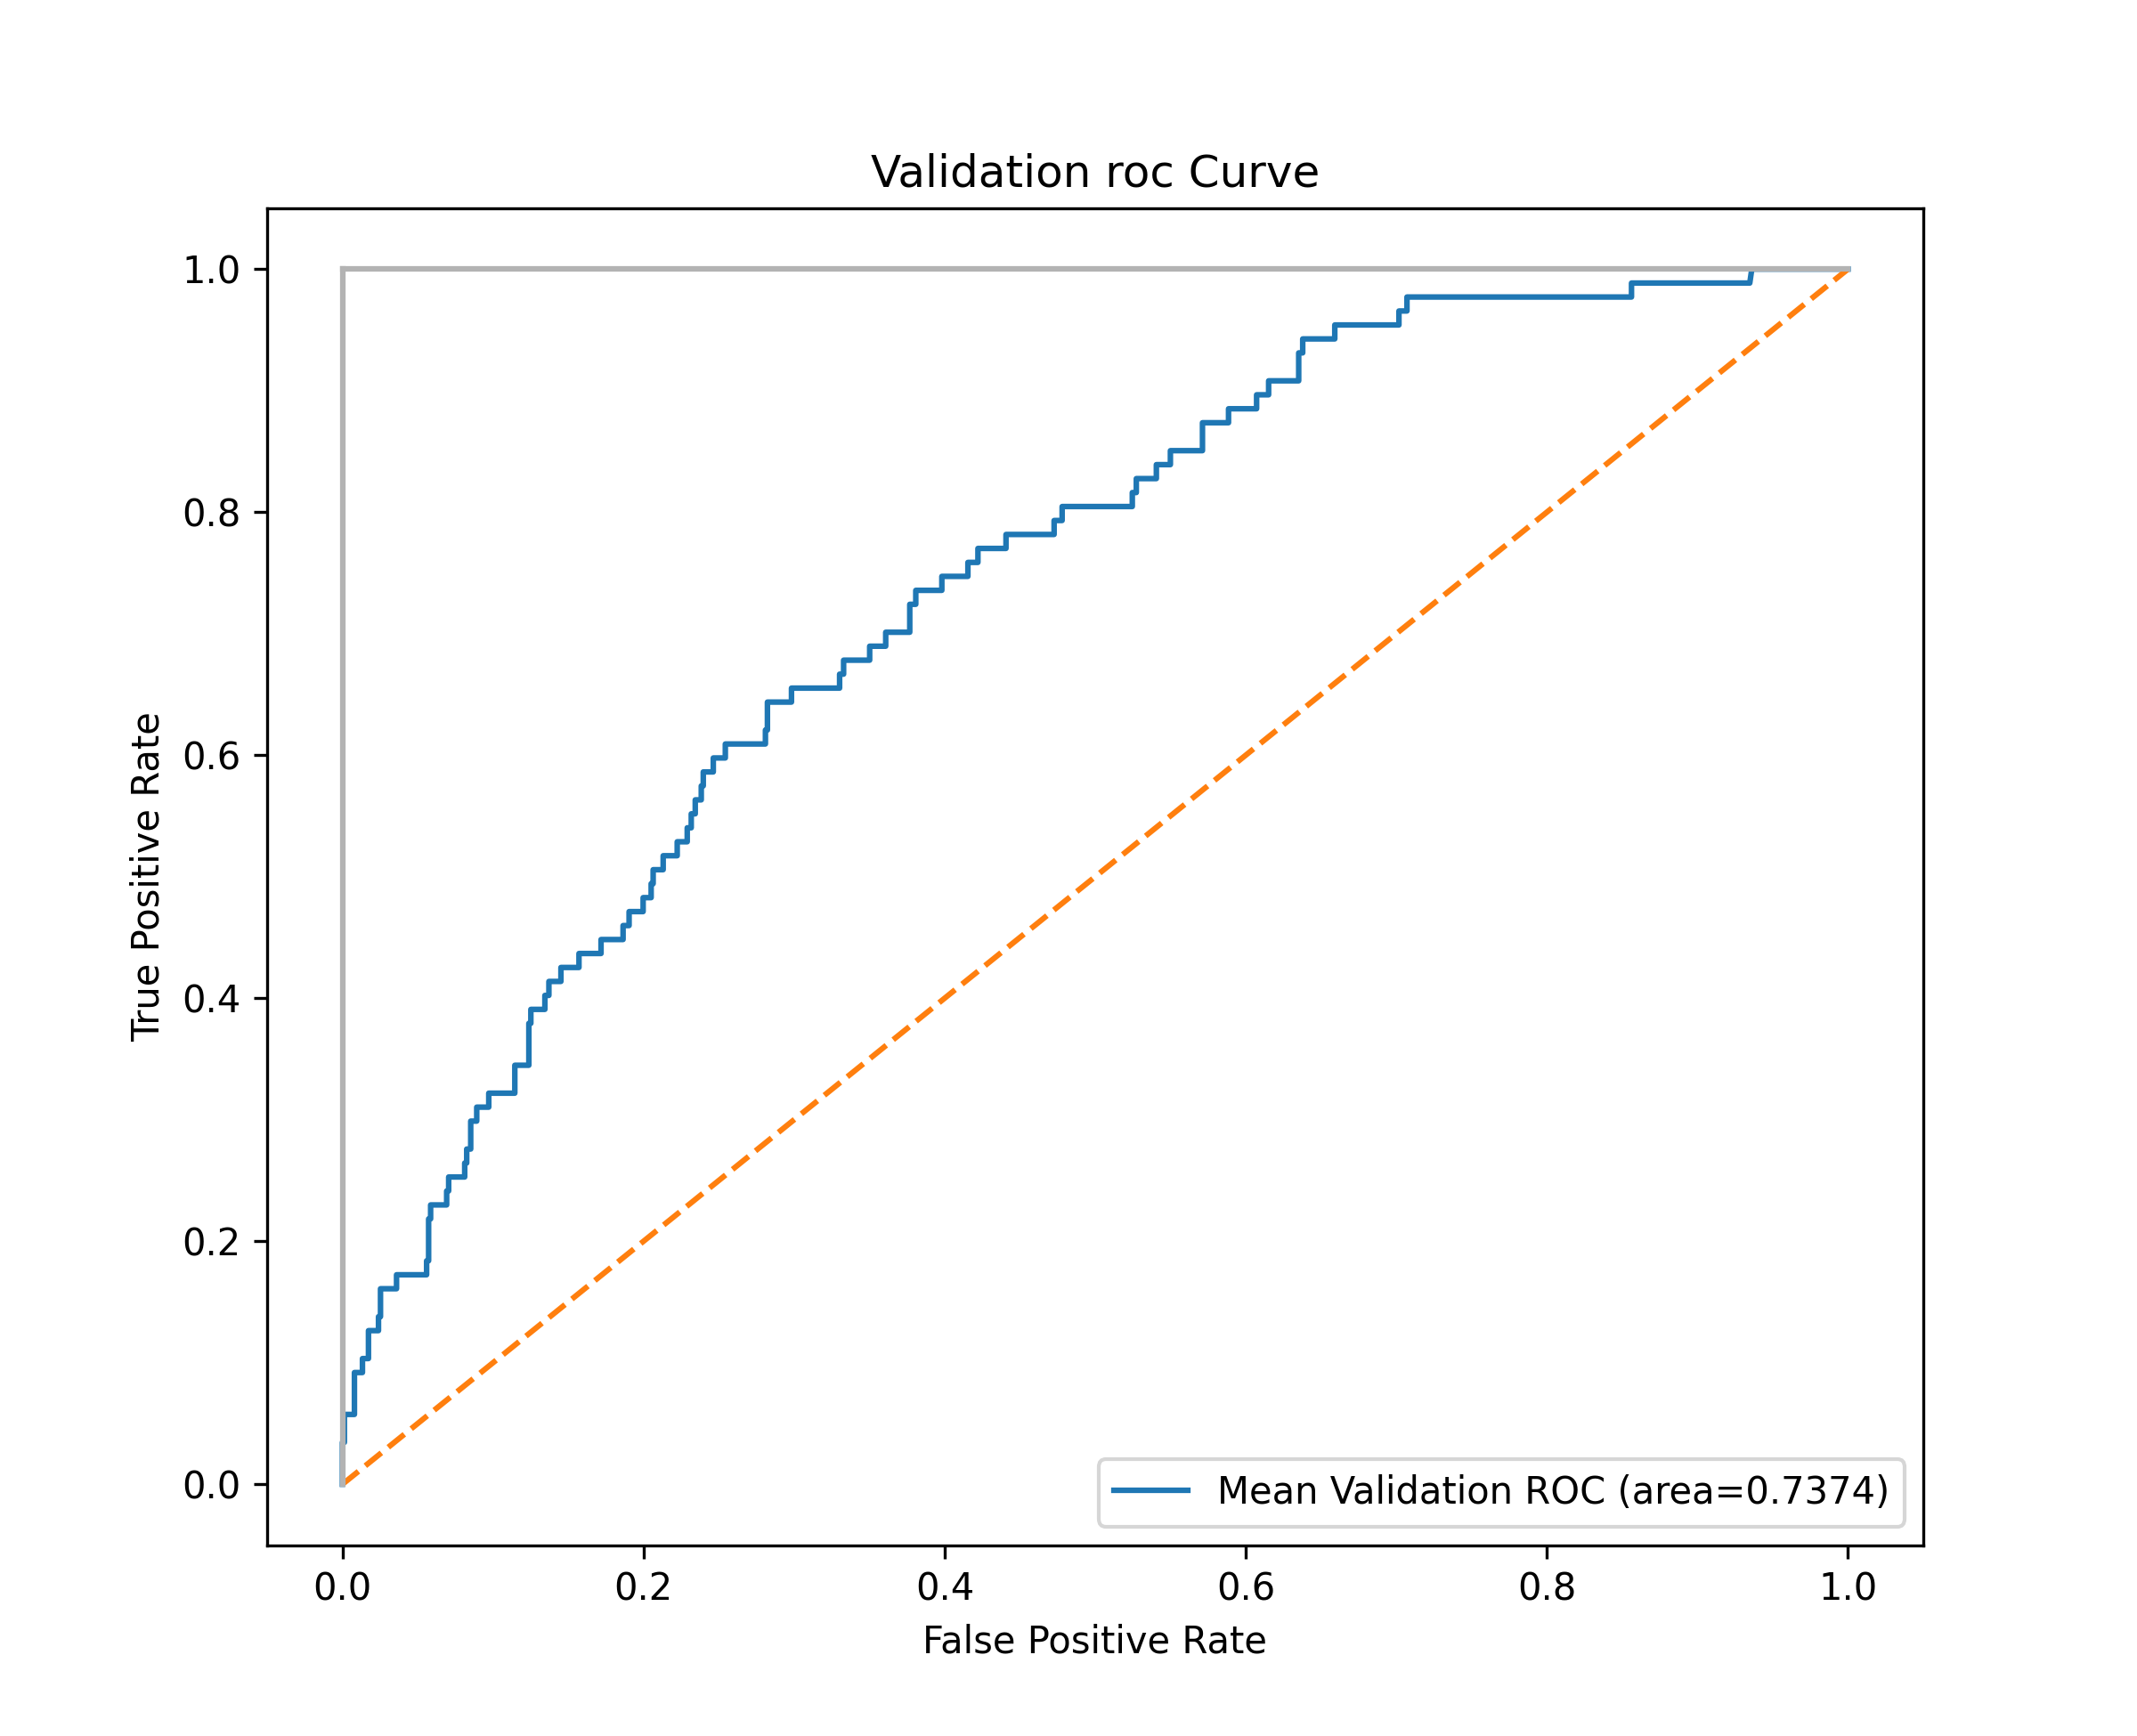 Validation roc Curve
1.0
0.8
0.6
0.4
0.2
0.0
True Positive Rate
Mean Validation ROC (area=0.7374)
0.0 0.2 0.4 0.6 0.8 1.0
False Positive Rate